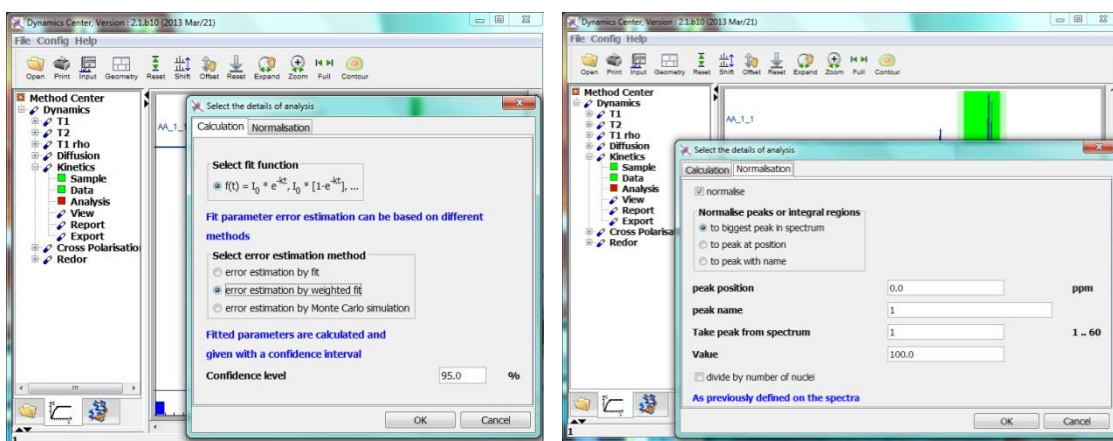 Dynamics Center, Version : 2.1.b10 (2013 Mar/21)
File Config Help
Open Print Input Geometry Reset Shift Offset Reset Expand Zoom Full Contour
Method Center
Dynamics
T1
T2
T1 rho
Diffusion
Kinetics
Sample
Data
Analysis
View
Report
Export
Cross Polarisatio
Redor
AA_1_1
Select the details of analysis
Calculation Normalisation
Select fit function
f(t) = I₀ * e⁻ᵏᵗ, I₀ * [1-e⁻ᵏᵗ], ...
Fit parameter error estimation can be based on different
methods
Select error estimation method
error estimation by fit
error estimation by weighted fit
error estimation by Monte Carlo simulation
Fitted parameters are calculated and
given with a confidence interval
Confidence level 95.0 %
OK Cancel
1
Dynamics Center, Version : 2.1.b10 (2013 Mar/21)
File Config Help
Open Print Input Geometry Reset Shift Offset Reset Expand Zoom Full Contour
Method Center
Dynamics
T1
T2
T1 rho
Diffusion
Kinetics
Sample
Data
Analysis
View
Report
Export
Cross Polarisa
Redor
AA_1_1
Select the details of analysis
Calculation Normalisation
normalise
Normalise peaks or integral regions
to biggest peak in spectrum
to peak at position
to peak with name
peak position 0.0 ppm
peak name 1
Take peak from spectrum 1 1 .. 60
Value 100.0
divide by number of nuclei
As previously defined on the spectra
OK Cancel
1